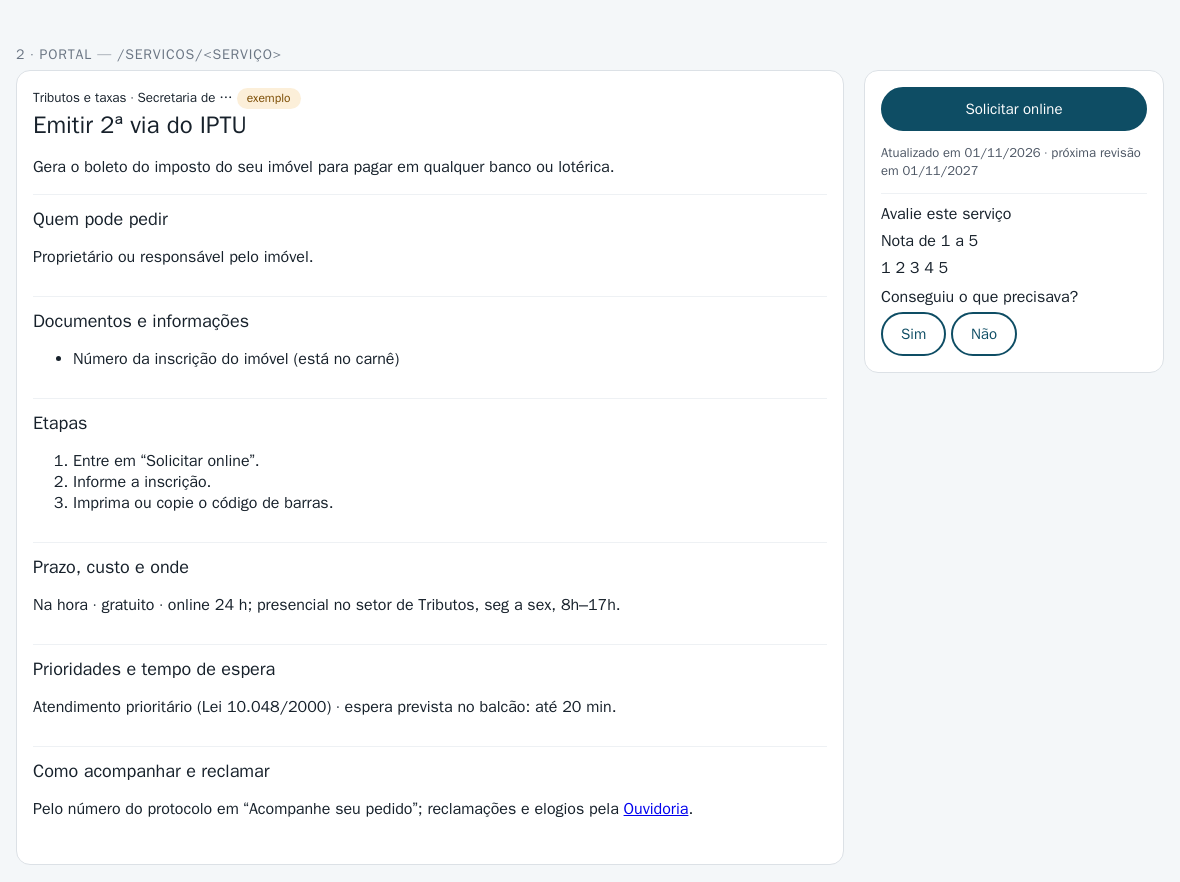 2 · PORTAL — /SERVICOS/<SERVIÇO>
Tributos e taxas · Secretaria de ··· exemplo
Emitir 2ª via do IPTU
Gera o boleto do imposto do seu imóvel para pagar em qualquer banco ou lotérica.
Quem pode pedir
Proprietário ou responsável pelo imóvel.
Documentos e informações
• Número da inscrição do imóvel (está no carnê)
Etapas
1. Entre em “Solicitar online”.
2. Informe a inscrição.
3. Imprima ou copie o código de barras.
Prazo, custo e onde
Na hora · gratuito · online 24 h; presencial no setor de Tributos, seg a sex, 8h–17h.
Prioridades e tempo de espera
Atendimento prioritário (Lei 10.048/2000) · espera prevista no balcão: até 20 min.
Como acompanhar e reclamar
Pelo número do protocolo em “Acompanhe seu pedido”; reclamações e elogios pela Ouvidoria.
Solicitar online
Atualizado em 01/11/2026 · próxima revisão
em 01/11/2027
Avalie este serviço
Nota de 1 a 5
1 2 3 4 5
Conseguiu o que precisava?
Sim Não